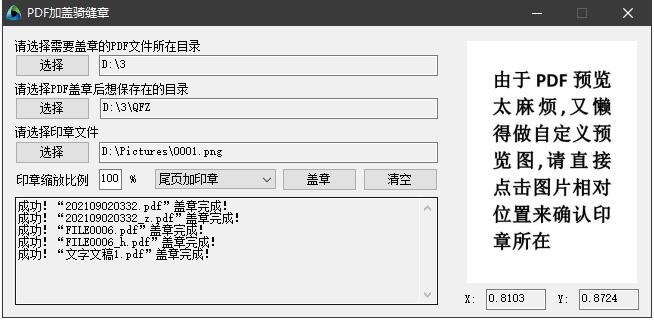 PDF加盖骑缝章
请选择需要盖章的PDF文件所在目录
选择
D:\3
请选择PDF盖章后想保存在的目录
选择
D:\3\QFZ
请选择印章文件
选择
D:\Pictures\0001.png
印章缩放比例 100 % 尾页加印章 盖章 清空
成功！“202109020332.pdf”盖章完成！
成功！“202109020332_z.pdf”盖章完成！
成功！“FILE0006.pdf”盖章完成！
成功！“FILE0006_h.pdf”盖章完成！
成功！“文字文稿1.pdf”盖章完成！
由于 PDF 预览
太麻烦,又懒
得做自定义预
览图,请直接
点击图片相对
位置来确认印
章所在
X: 0.8103 Y: 0.8724